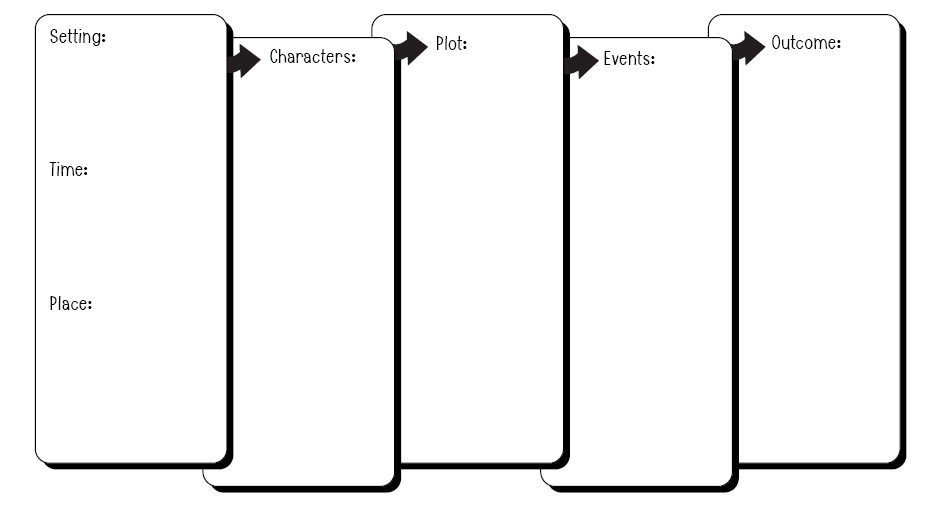 Setting:
Time:
Place:
Characters:
Plot:
Events:
Outcome: